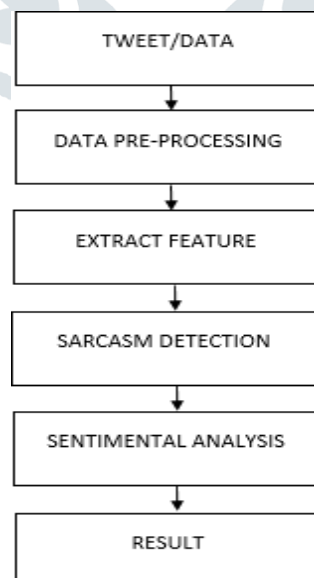 TWEET/DATA
DATA PRE-PROCESSING
EXTRACT FEATURE
SARCASM DETECTION
SENTIMENTAL ANALYSIS
RESULT